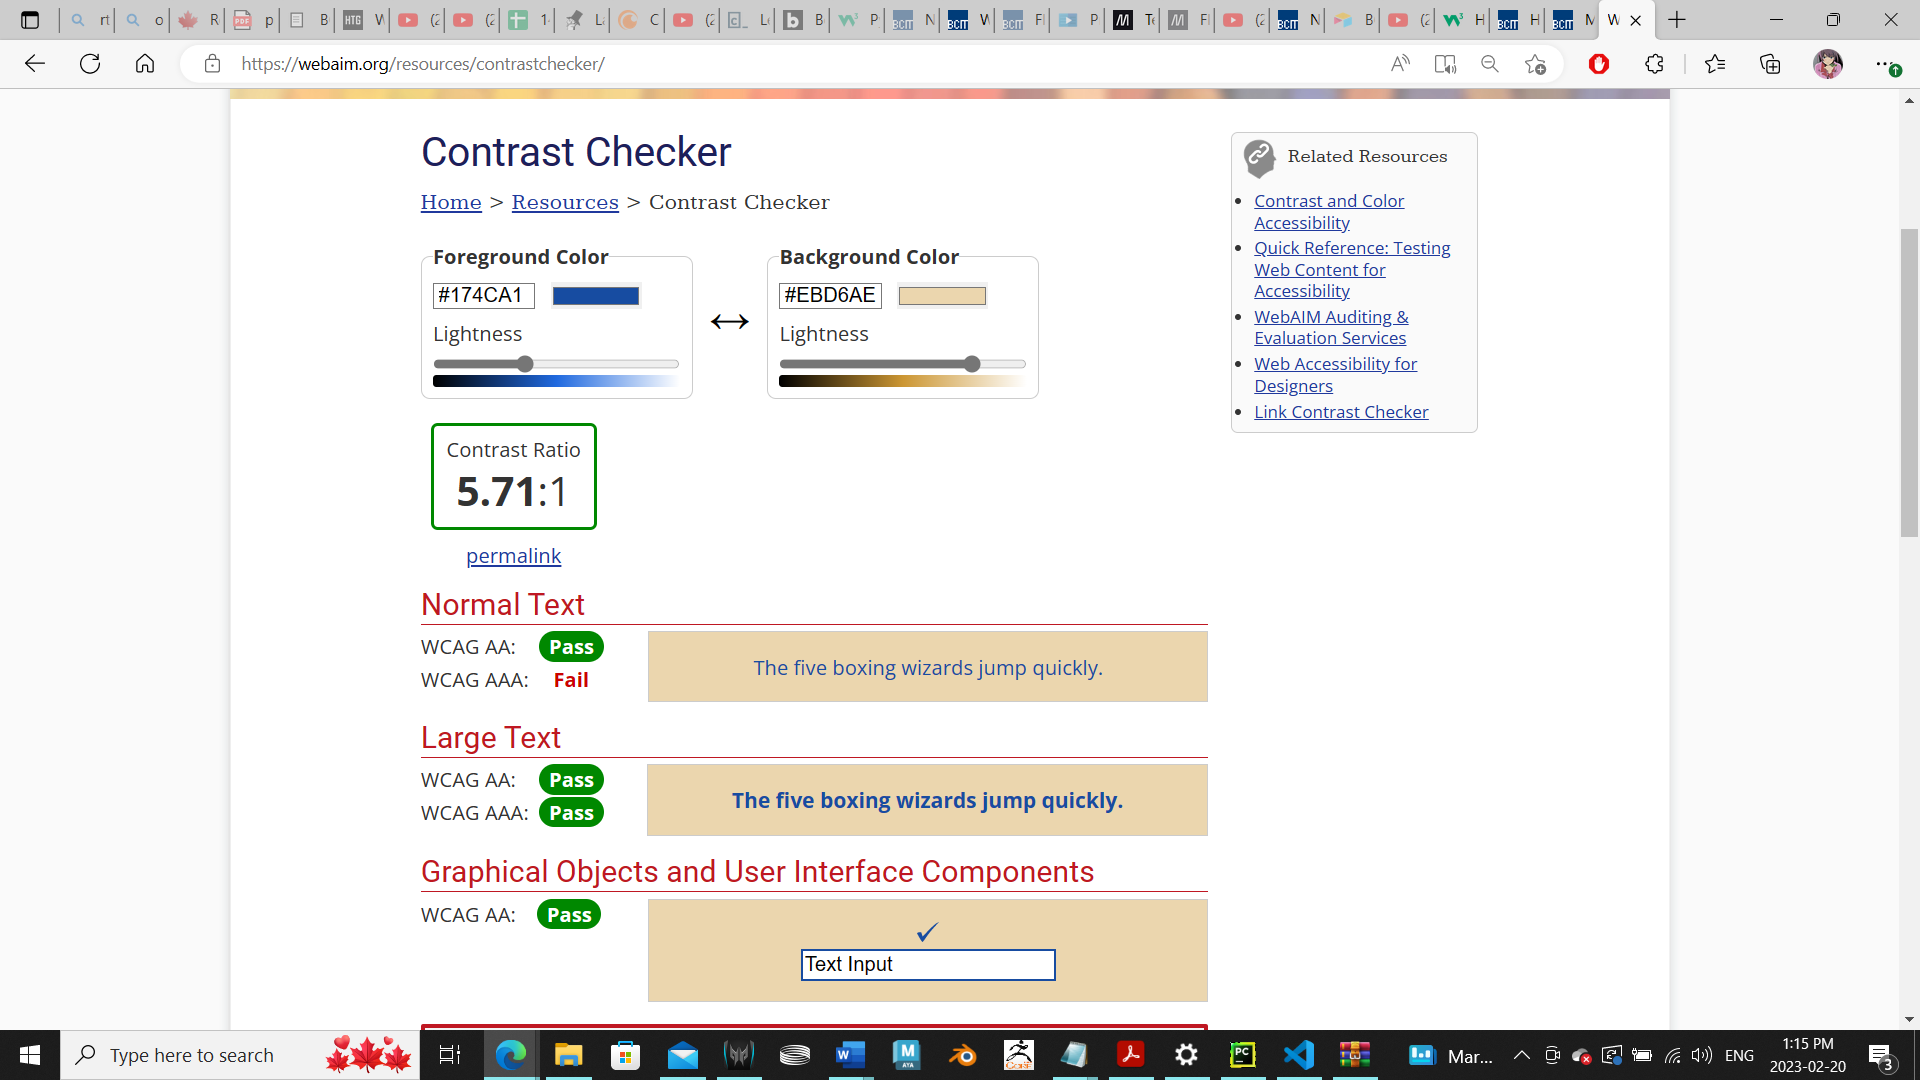 https://webaim.org/resources/contrastchecker/
Contrast Checker
Home > Resources > Contrast Checker
Related Resources
Contrast and Color
Accessibility
Quick Reference: Testing
Web Content for
Accessibility
WebAIM Auditing &
Evaluation Services
Web Accessibility for
Designers
Link Contrast Checker
Foreground Color
#174CA1
Lightness
Background Color
#EBD6AE
Lightness
Contrast Ratio
5.71:1
permalink
Normal Text
WCAG AA: Pass
WCAG AAA: Fail
The five boxing wizards jump quickly.
Large Text
WCAG AA: Pass
WCAG AAA: Pass
The five boxing wizards jump quickly.
Graphical Objects and User Interface Components
WCAG AA: Pass
✓
Text Input
Type here to search
Mar...
ENG
1:15 PM
2023-02-20
3